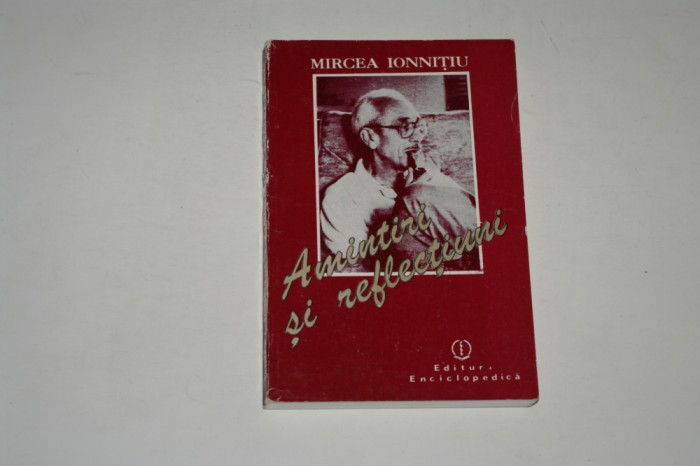 MIRCEA IONNIȚIU
Amintiri
și reflecțiuni
Editura
Enciclopedică